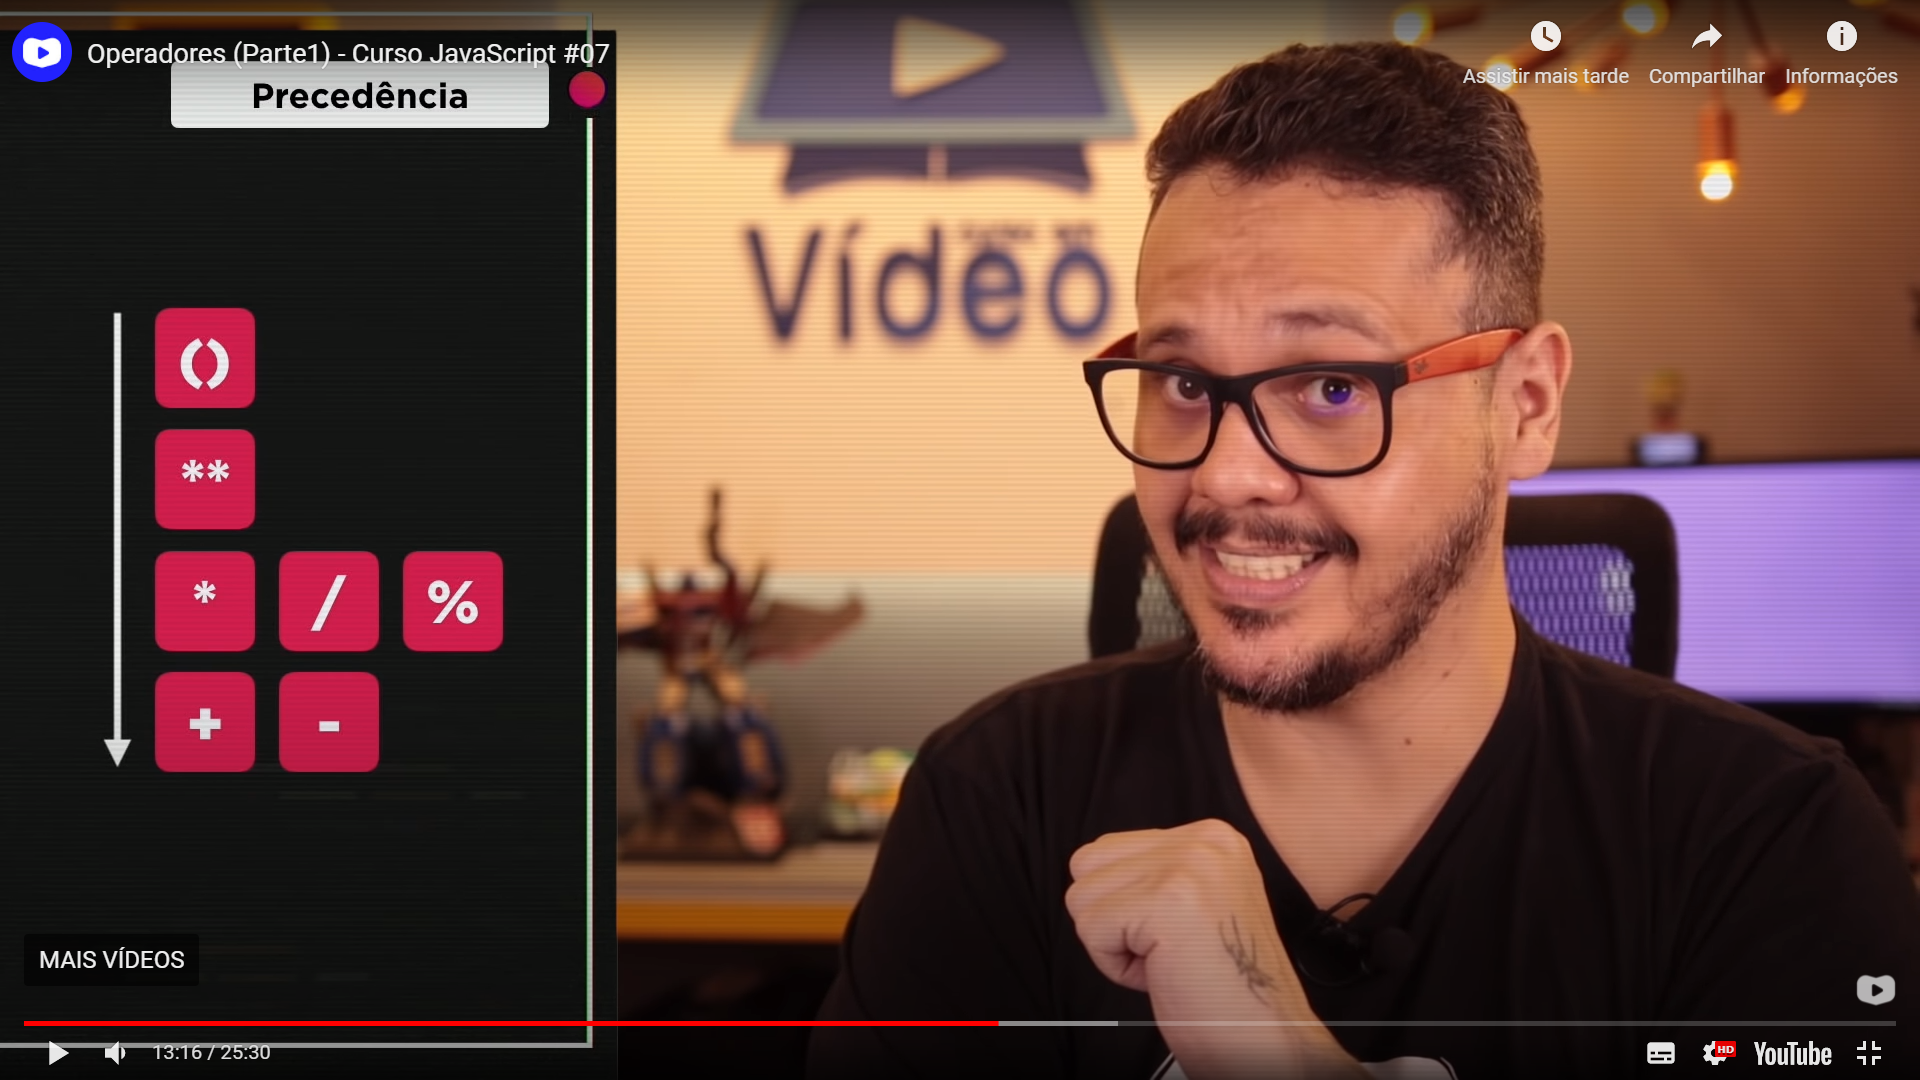 Operadores (Parte1) - Curso JavaScript #07
Assistir mais tarde
Compartilhar
Informações
Precedência
Vídeo
()
**
* / %
+ -
MAIS VÍDEOS
13:16 / 25:30
HD
YouTube